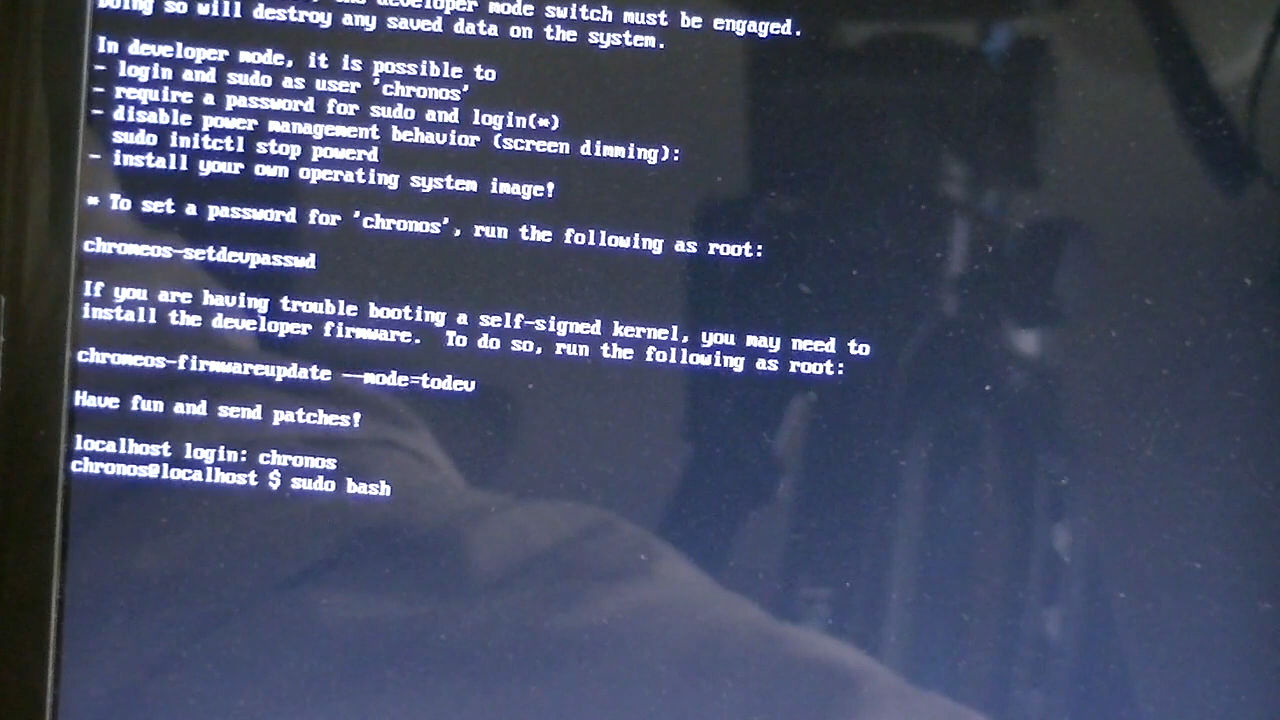 developer mode switch must be engaged.
Doing so will destroy any saved data on the system.
In developer mode, it is possible to
- login and sudo as user 'chronos'
- require a password for sudo and login(*)
- disable power management behavior (screen dimming):
sudo initctl stop powerd
- install your own operating system image!
* To set a password for 'chronos', run the following as root:
chromeos-setdevpasswd
If you are having trouble booting a self-signed kernel, you may need to
install the developer firmware. To do so, run the following as root:
chromeos-firmwareupdate --mode=todev
Have fun and send patches!
localhost login: chronos
chronos@localhost $ sudo bash